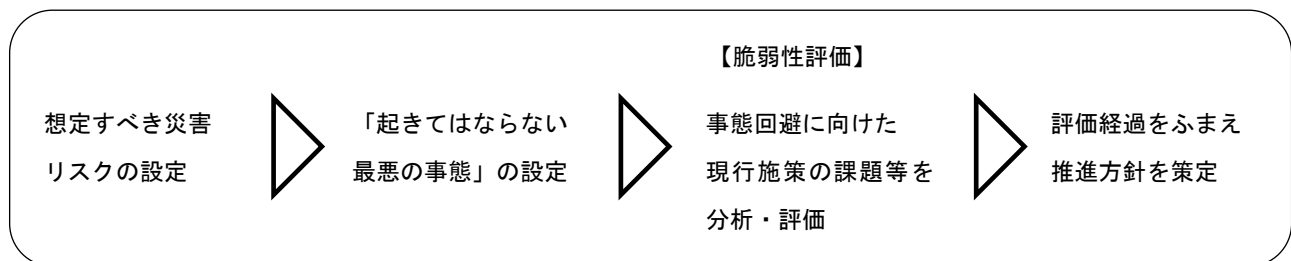 想定すべき災害
リスクの設定
「起きてはならない
最悪の事態」の設定
【脆弱性評価】
事態回避に向けた
現行施策の課題等を
分析・評価
評価経過をふまえ
推進方針を策定